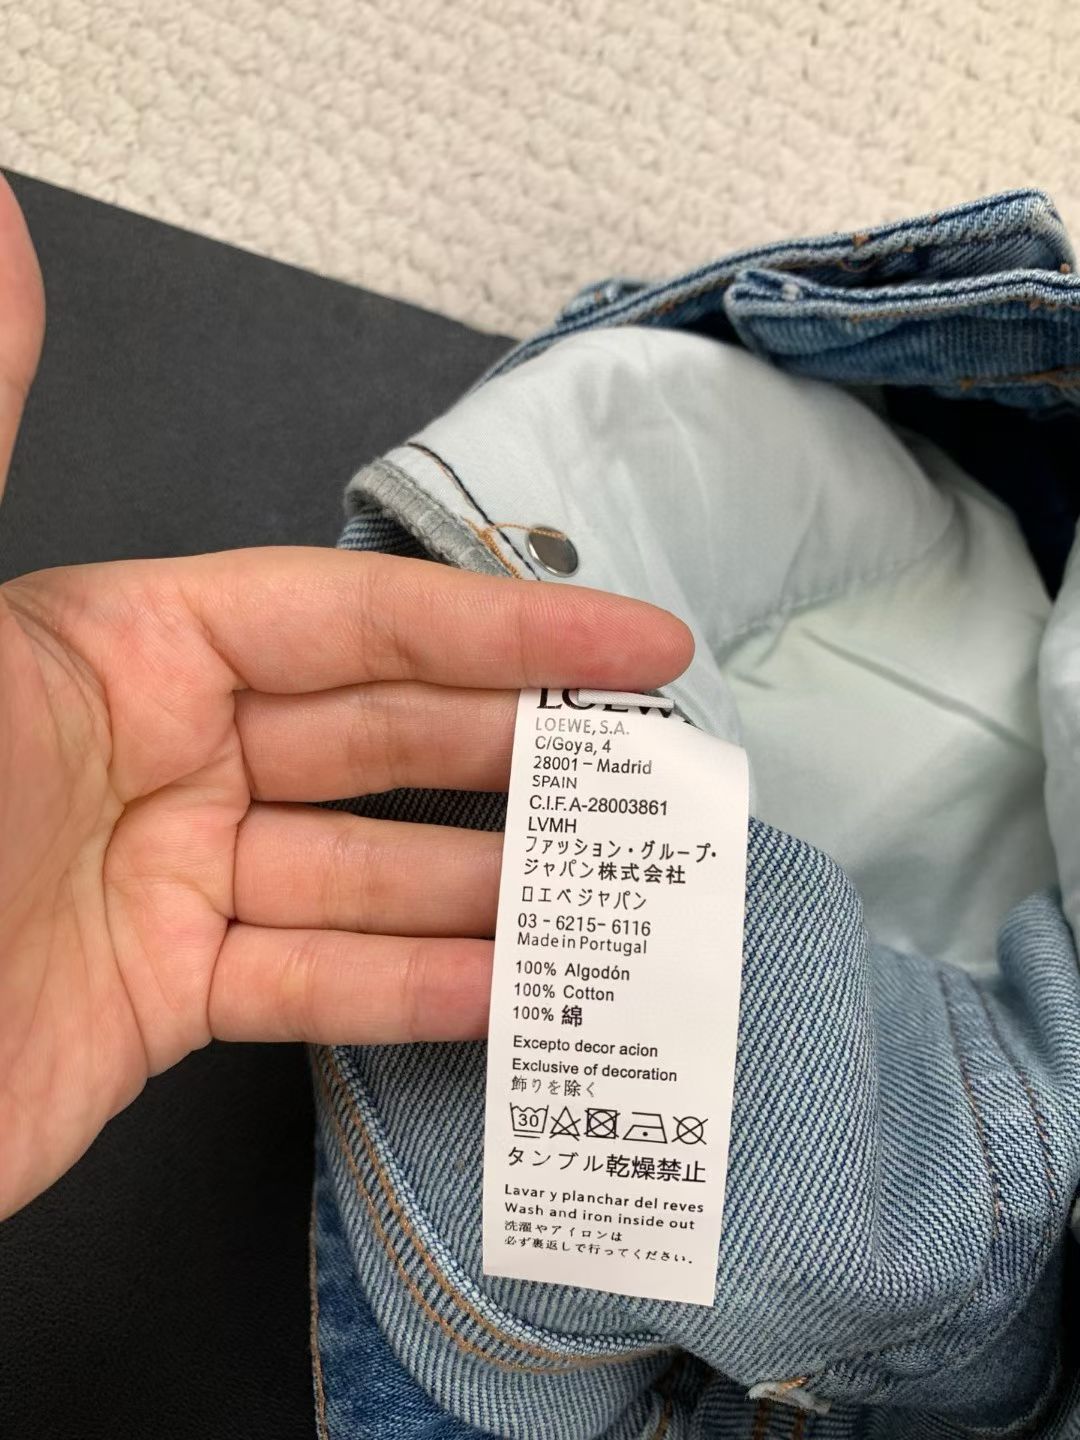 LOEWE
LOEWE,S.A.
C/Goya, 4
28001-Madrid
SPAIN
C.I.F.A-28003861
LVMH
ファッション・グループ・
ジャパン株式会社
ロエベジャパン
03-6215-6116
Made in Portugal
100% Algodón
100% Cotton
100% 綿
Excepto decor acion
Exclusive of decoration
飾りを除く
30
タンブル乾燥禁止
Lavar y planchar del reves
Wash and iron inside out
洗濯やアイロンは
必ず裏返しで行ってください。